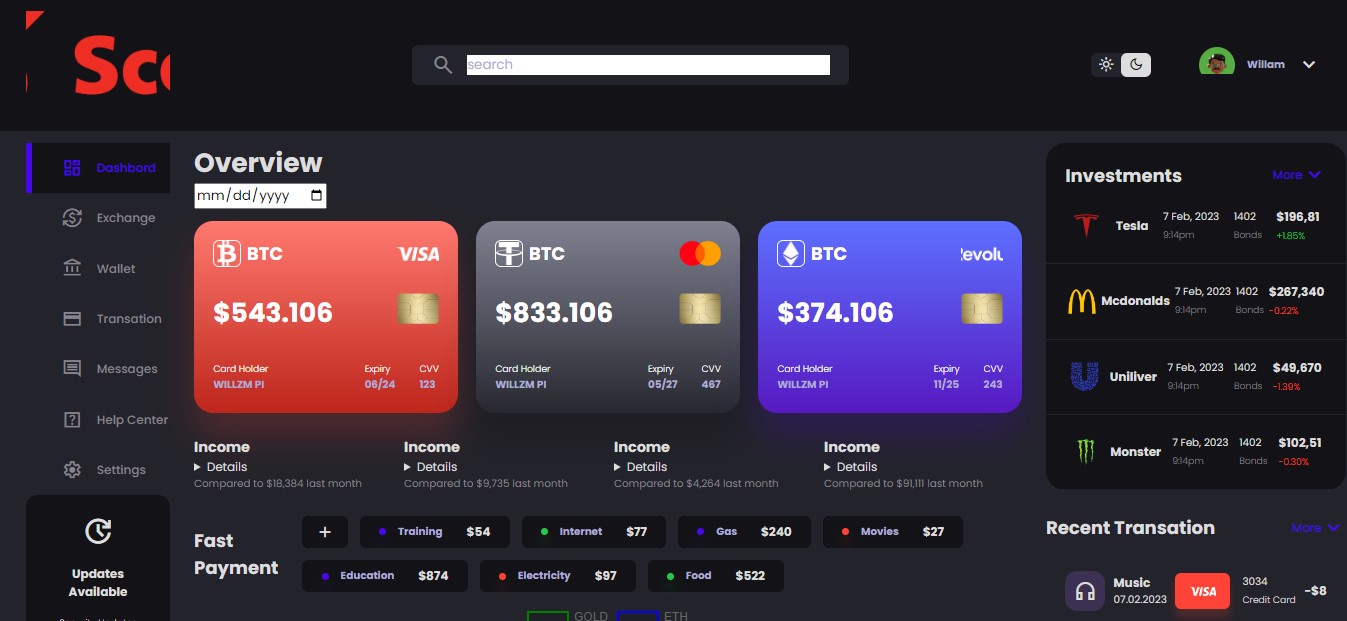 Sc
search
Willam
Dashbord
Exchange
Wallet
Transation
Messages
Help Center
Settings
Updates
Available
Overview
mm/dd/yyyy
BTC VISA
$543.106
Card Holder Expiry CVV
WILLZM PI 06/24 123
BTC
$833.106
Card Holder Expiry CVV
WILLZM PI 05/27 467
BTC Revolu
$374.106
Card Holder Expiry CVV
WILLZM PI 11/25 243
Income
Details
Compared to $18,384 last month
Income
Details
Compared to $9,735 last month
Income
Details
Compared to $4,264 last month
Income
Details
Compared to $91,111 last month
Fast
Payment
+ Training $54 Internet $77 Gas $240 Movies $27
Education $874 Electricity $97 Food $522
GOLD ETH
Investments More
Tesla 7 Feb, 2023 1402 $196,81
9:14pm Bonds +1.85%
Mcdonalds 7 Feb, 2023 1402 $267,340
9:14pm Bonds -0.22%
Uniliver 7 Feb, 2023 1402 $49,670
9:14pm Bonds -1.39%
Monster 7 Feb, 2023 1402 $102,51
9:14pm Bonds -0.30%
Recent Transation More
Music VISA 3034 -$8
07.02.2023 Credit Card